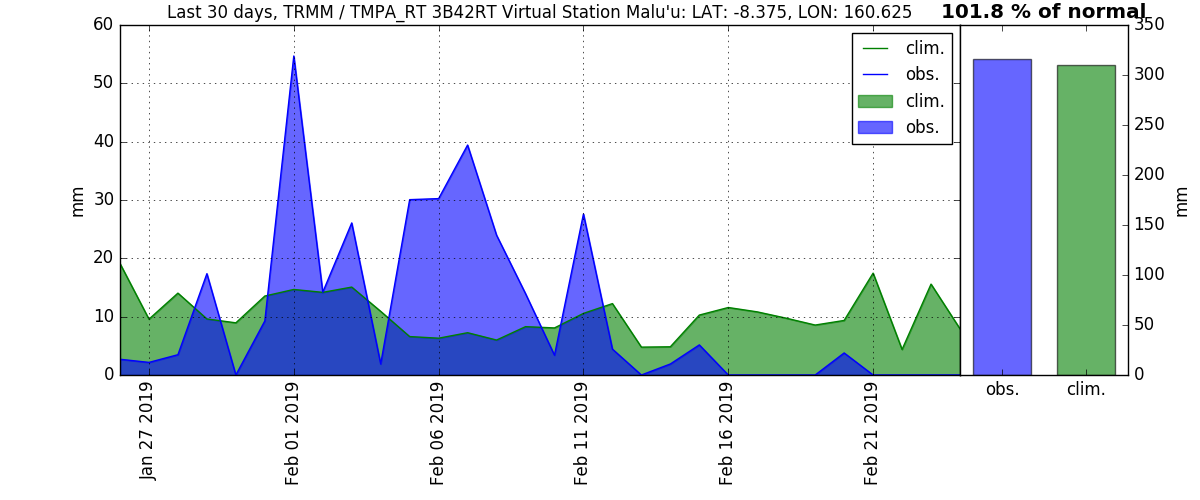 Last 30 days, TRMM / TMPA_RT 3B42RT Virtual Station Malu'u: LAT: -8.375, LON: 160.625
101.8 % of normal
60
50
40
30
20
10
0
mm
clim.
obs.
clim.
obs.
Jan 27 2019
Feb 01 2019
Feb 06 2019
Feb 11 2019
Feb 16 2019
Feb 21 2019
350
300
250
200
150
100
50
0
mm
obs.
clim.